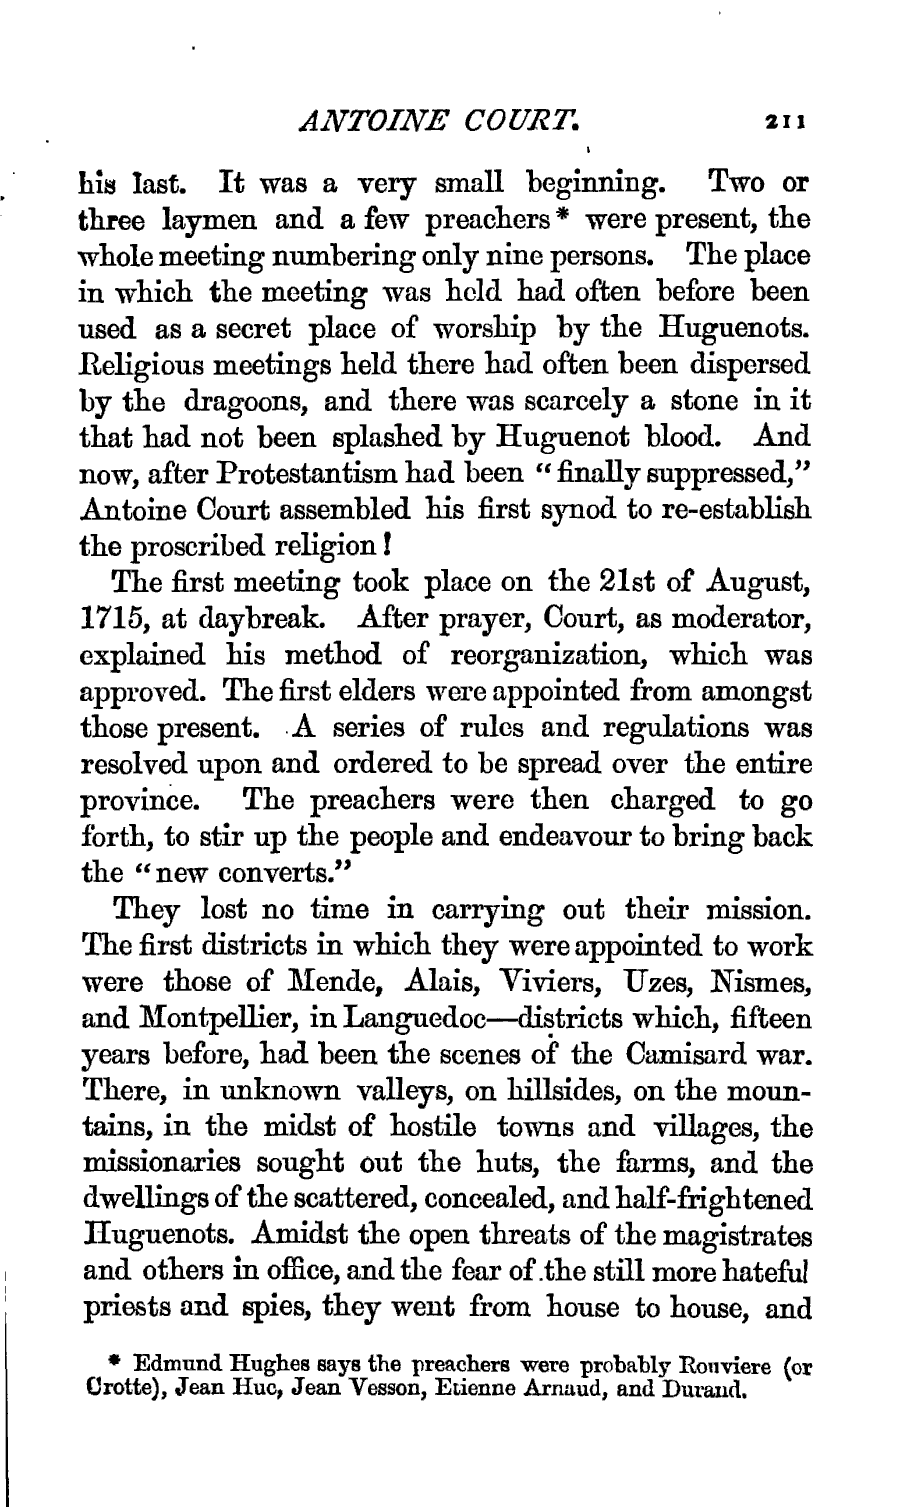 ANTOINE COURT. 211
his last. It was a very small beginning. Two or
three laymen and a few preachers* were present, the
whole meeting numbering only nine persons. The place
in which the meeting was held had often before been
used as a secret place of worship by the Huguenots.
Religious meetings held there had often been dispersed
by the dragoons, and there was scarcely a stone in it
that had not been splashed by Huguenot blood. And
now, after Protestantism had been “finally suppressed,”
Antoine Court assembled his first synod to re-establish
the proscribed religion!
The first meeting took place on the 21st of August,
1715, at daybreak. After prayer, Court, as moderator,
explained his method of reorganization, which was
approved. The first elders were appointed from amongst
those present. A series of rules and regulations was
resolved upon and ordered to be spread over the entire
province. The preachers were then charged to go
forth, to stir up the people and endeavour to bring back
the “new converts.”
They lost no time in carrying out their mission.
The first districts in which they were appointed to work
were those of Mende, Alais, Viviers, Uzes, Nismes,
and Montpellier, in Languedoc—districts which, fifteen
years before, had been the scenes of the Camisard war.
There, in unknown valleys, on hillsides, on the moun-
tains, in the midst of hostile towns and villages, the
missionaries sought out the huts, the farms, and the
dwellings of the scattered, concealed, and half-frightened
Huguenots. Amidst the open threats of the magistrates
and others in office, and the fear of the still more hateful
priests and spies, they went from house to house, and
* Edmund Hughes says the preachers were probably Rouviere (or
Crotte), Jean Huc, Jean Vesson, Etienne Arnaud, and Durand.